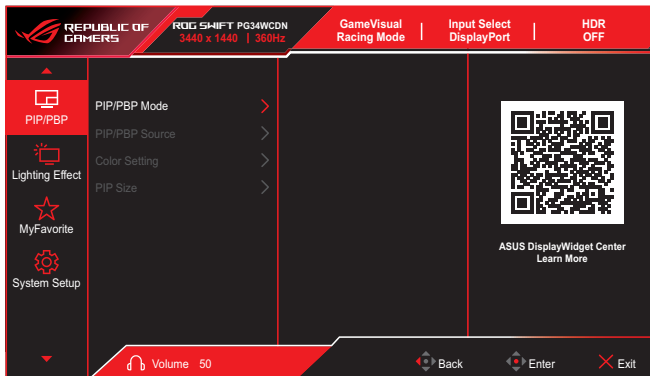 REPUBLIC OF
GAMERS
ROG SWIFT PG34WCDN
3440 x 1440 | 360Hz
GameVisual
Racing Mode
Input Select
DisplayPort
HDR
OFF
PIP/PBP
Lighting Effect
MyFavorite
System Setup
PIP/PBP Mode
PIP/PBP Source
Color Setting
PIP Size
ASUS DisplayWidget Center
Learn More
Volume 50
Back
Enter
Exit